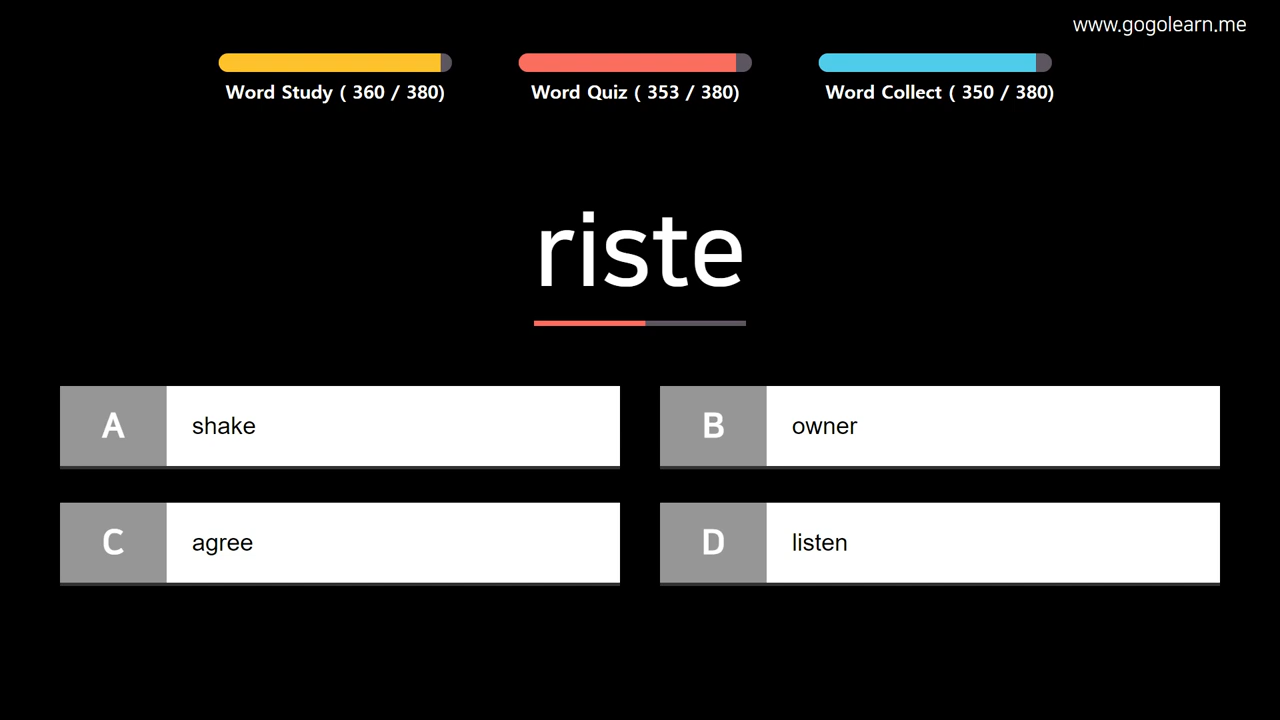 www.gogolearn.me
Word Study ( 360 / 380)
Word Quiz ( 353 / 380)
Word Collect ( 350 / 380)
riste
A shake
B owner
C agree
D listen